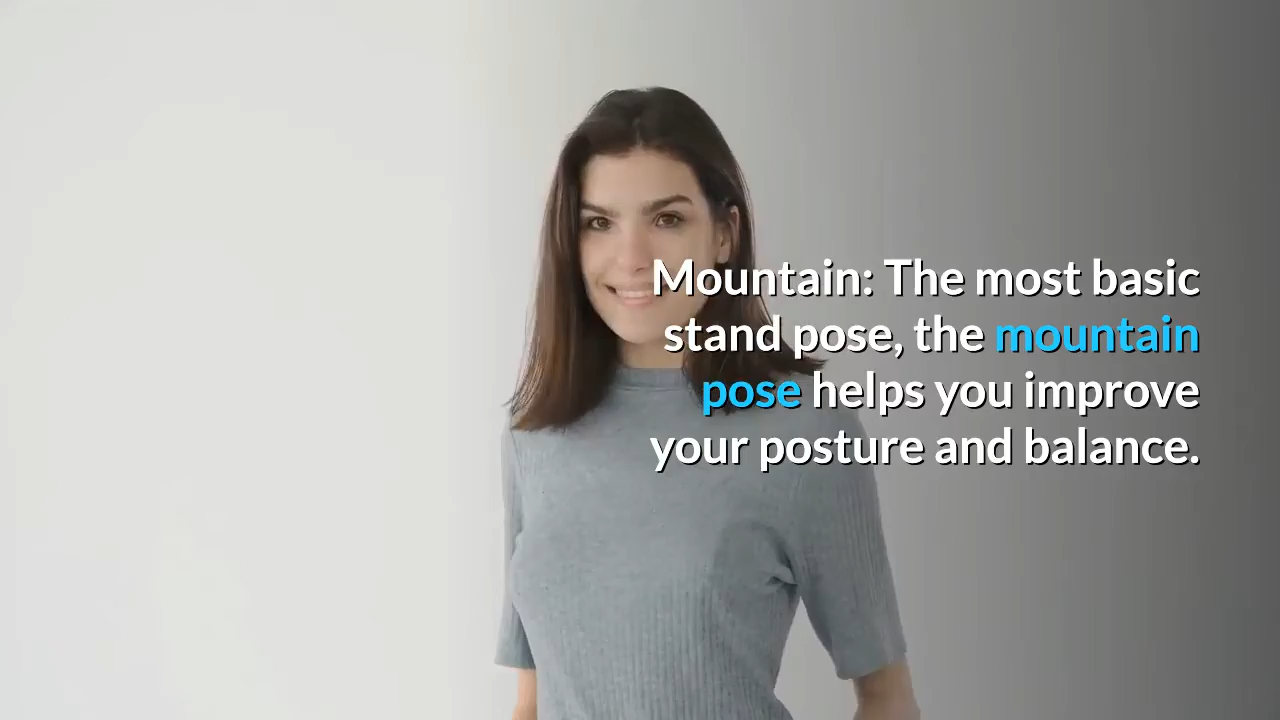 Mountain: The most basic
stand pose, the mountain
pose helps you improve
your posture and balance.